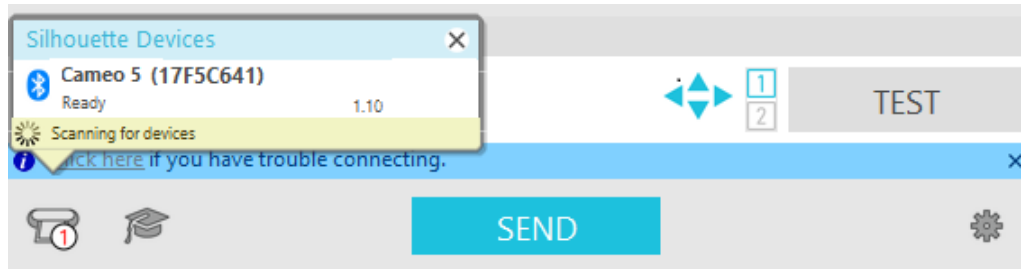 Silhouette Devices
Cameo 5 (17F5C641)
Ready 1.10
Scanning for devices
1
2
TEST
Click here if you have trouble connecting.
1
SEND